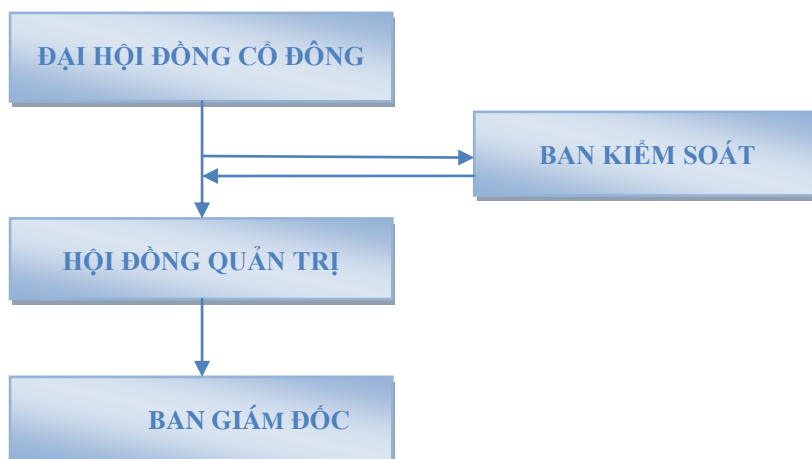 ĐẠI HỘI ĐỒNG CỔ ĐÔNG
BAN KIỂM SOÁT
HỘI ĐỒNG QUẢN TRỊ
BAN GIÁM ĐỐC